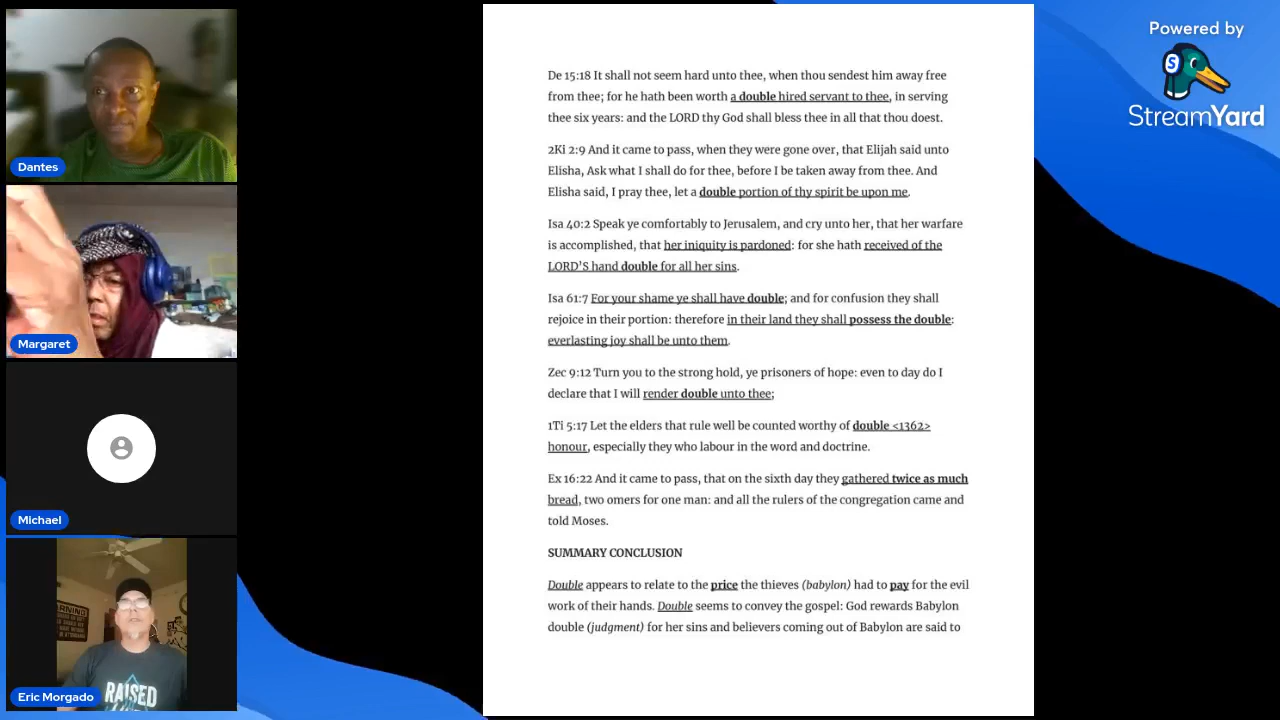 Dantes
Margaret
Michael
WARNING
Eric Morgado
RAISED
De 15:18 It shall not seem hard unto thee, when thou sendest him away free
from thee; for he hath been worth a double hired servant to thee, in serving
thee six years: and the LORD thy God shall bless thee in all that thou doest.
2Ki 2:9 And it came to pass, when they were gone over, that Elijah said unto
Elisha, Ask what I shall do for thee, before I be taken away from thee. And
Elisha said, I pray thee, let a double portion of thy spirit be upon me.
Isa 40:2 Speak ye comfortably to Jerusalem, and cry unto her, that her warfare
is accomplished, that her iniquity is pardoned: for she hath received of the
LORD'S hand double for all her sins.
Isa 61:7 For your shame ye shall have double; and for confusion they shall
rejoice in their portion: therefore in their land they shall possess the double:
everlasting joy shall be unto them.
Zec 9:12 Turn you to the strong hold, ye prisoners of hope: even to day do I
declare that I will render double unto thee;
1Ti 5:17 Let the elders that rule well be counted worthy of double <1362>
honour, especially they who labour in the word and doctrine.
Ex 16:22 And it came to pass, that on the sixth day they gathered twice as much
bread, two omers for one man: and all the rulers of the congregation came and
told Moses.
SUMMARY CONCLUSION
Double appears to relate to the price the thieves (babylon) had to pay for the evil
work of their hands. Double seems to convey the gospel: God rewards Babylon
double (judgment) for her sins and believers coming out of Babylon are said to
Powered by
S
StreamYard